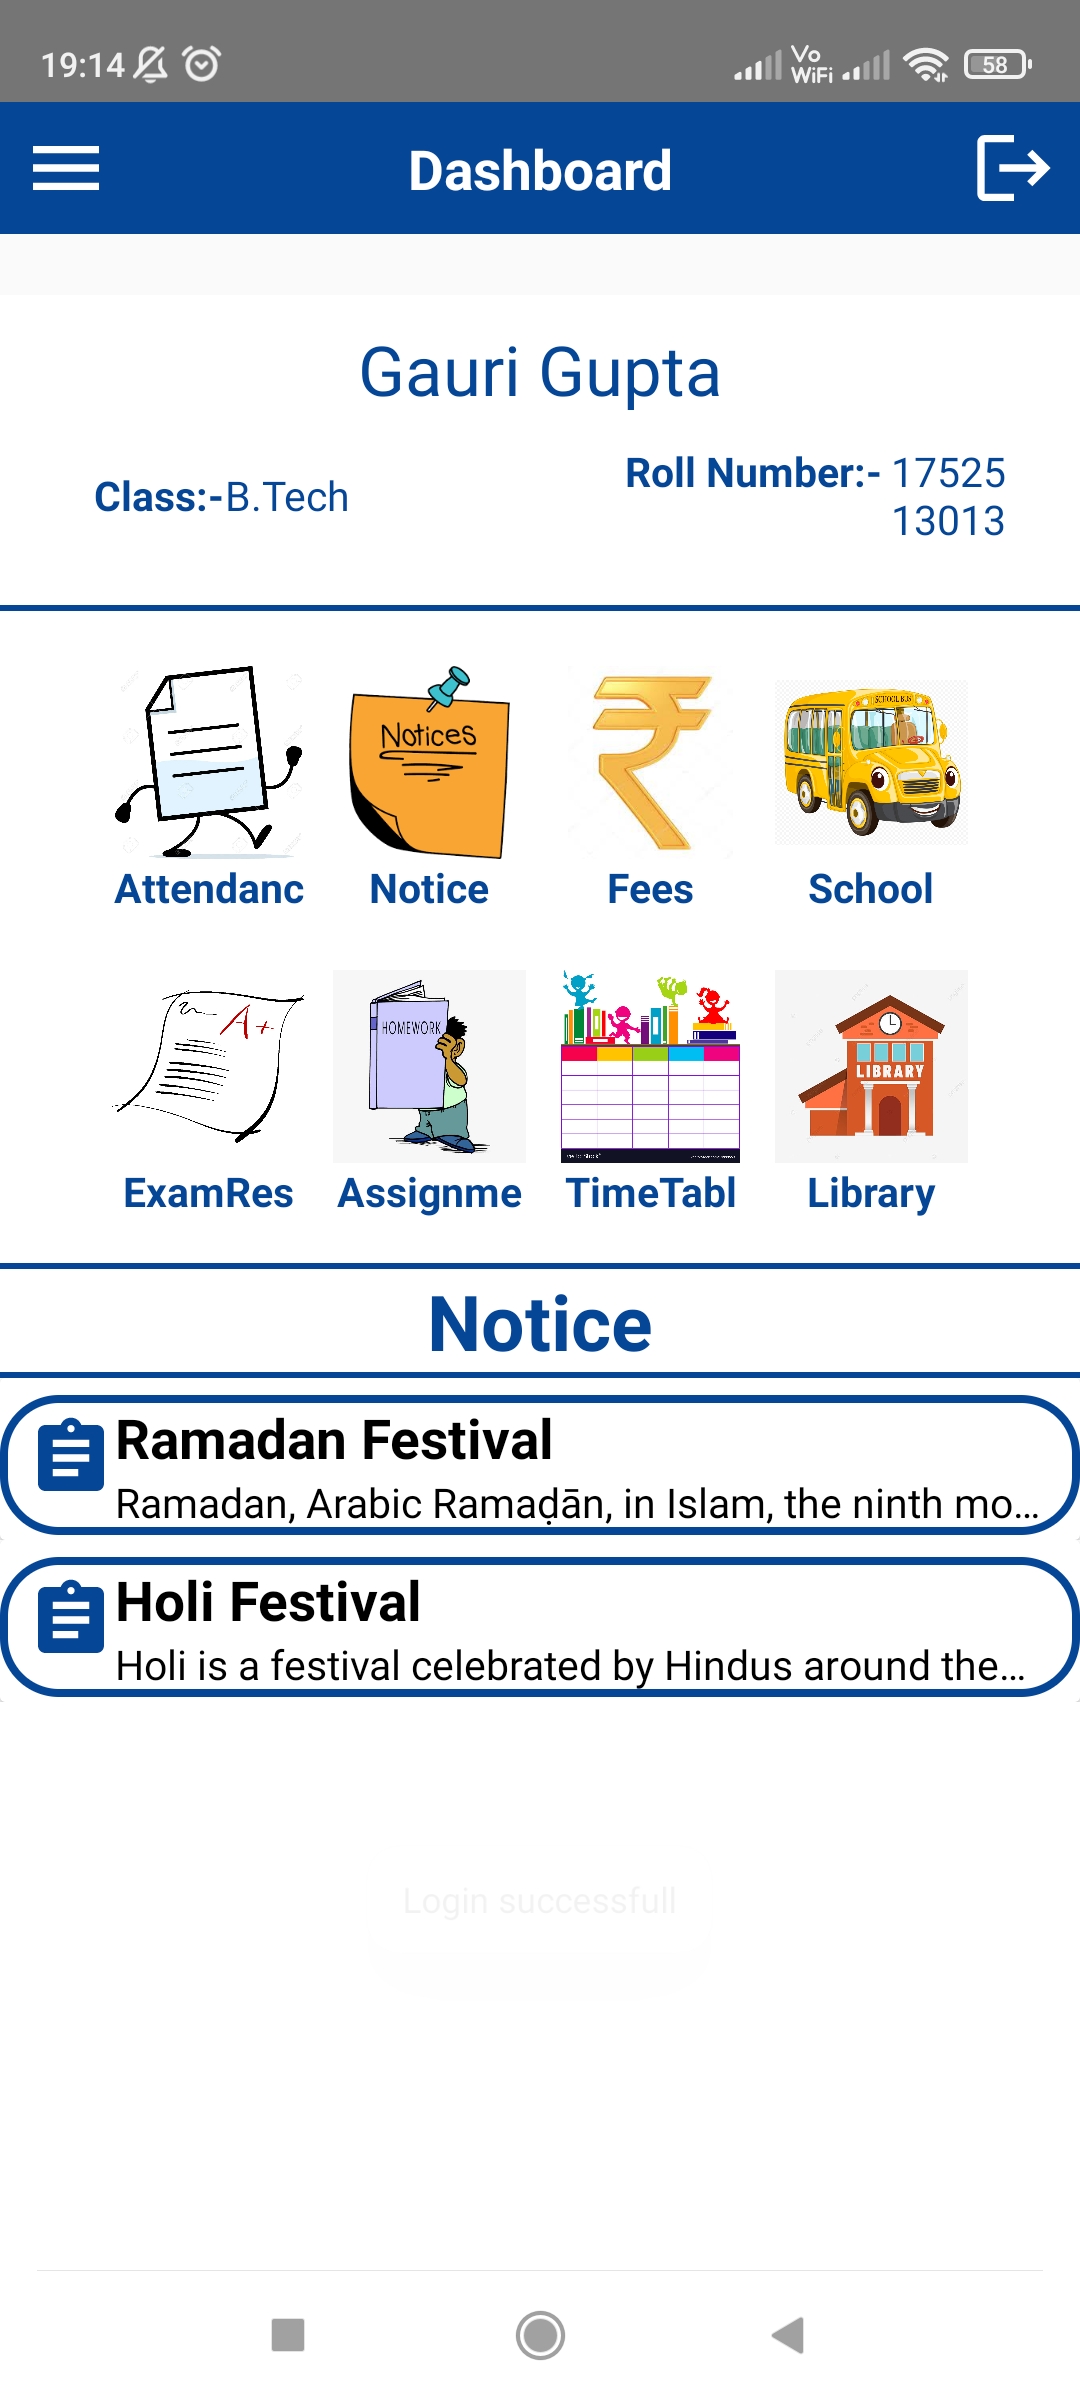 19:14
Vo
WiFi
58
Dashboard
Gauri Gupta
Class:-B.Tech
Roll Number:- 17525
13013
SCHOOL BUS
Notices
Attendanc
Notice
Fees
School
A+
HOMEWORK
LIBRARY
ExamRes
Assignme
TimeTabl
Library
Notice
Ramadan Festival
Ramadan, Arabic Ramaḍān, in Islam, the ninth mo...
Holi Festival
Holi is a festival celebrated by Hindus around the...
Login successfull